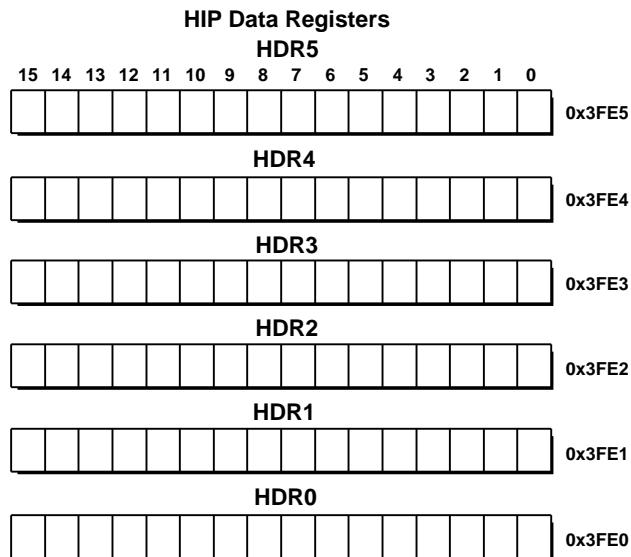 HIP Data Registers
HDR5
15 14 13 12 11 10 9 8 7 6 5 4 3 2 1 0
0x3FE5
HDR4
0x3FE4
HDR3
0x3FE3
HDR2
0x3FE2
HDR1
0x3FE1
HDR0
0x3FE0